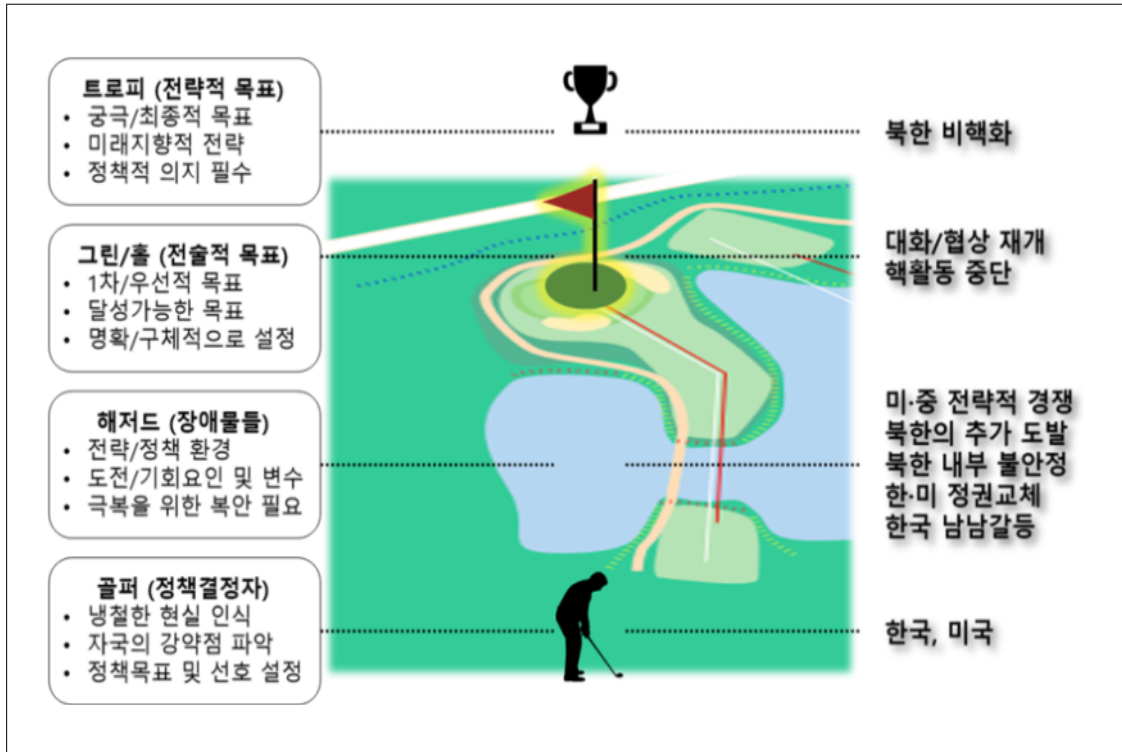 트로피 (전략적 목표)
• 궁극/최종적 목표
• 미래지향적 전략
• 정책적 의지 필수
북한 비핵화
그린/홀 (전술적 목표)
• 1차/우선적 목표
• 달성가능한 목표
• 명확/구체적으로 설정
대화/협상 재개
핵활동 중단
해저드 (장애물들)
• 전략/정책 환경
• 도전/기회요인 및 변수
• 극복을 위한 복안 필요
미·중 전략적 경쟁
북한의 추가 도발
북한 내부 불안정
한·미 정권교체
한국 남남갈등
골퍼 (정책결정자)
• 냉철한 현실 인식
• 자국의 강약점 파악
• 정책목표 및 선호 설정
한국, 미국